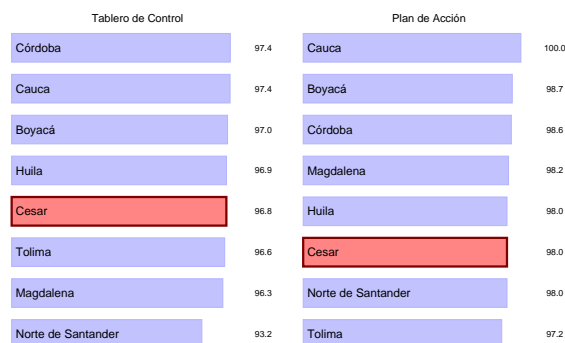 Tablero de Control
Córdoba 97.4
Cauca 97.4
Boyacá 97.0
Huila 96.9
Cesar 96.8
Tolima 96.6
Magdalena 96.3
Norte de Santander 93.2
Plan de Acción
Cauca 100.0
Boyacá 98.7
Córdoba 98.6
Magdalena 98.2
Huila 98.0
Cesar 98.0
Norte de Santander 98.0
Tolima 97.2